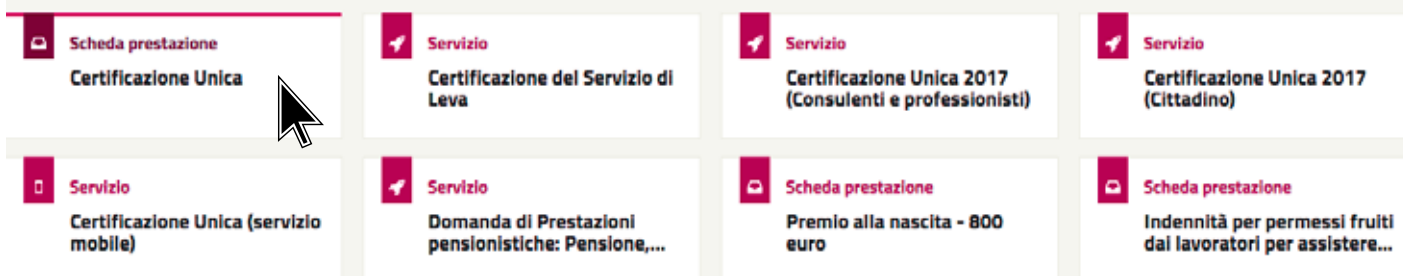 Scheda prestazione
Certificazione Unica
Servizio
Certificazione del Servizio di
Leva
Servizio
Certificazione Unica 2017
(Consulenti e professionisti)
Servizio
Certificazione Unica 2017
(Cittadino)
Servizio
Certificazione Unica (servizio
mobile)
Servizio
Domanda di Prestazioni
pensionistiche: Pensione,...
Scheda prestazione
Premio alla nascita - 800
euro
Scheda prestazione
Indennità per permessi fruiti
dai lavoratori per assistere...